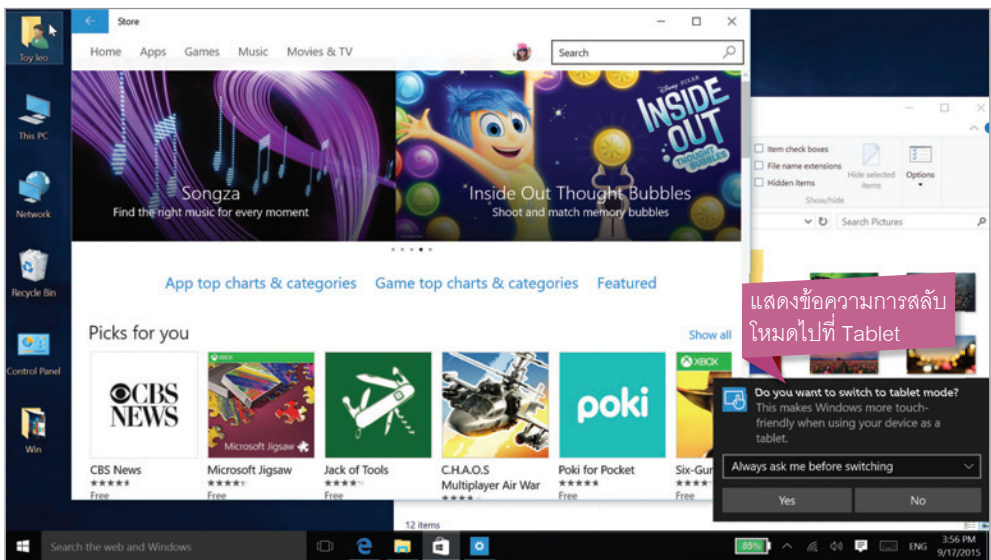 Toy leo
This PC
Network
Recycle Bin
Control Panel
Win
Store
Home Apps Games Music Movies & TV
Search
Songza
Find the right music for every moment
Disney PIXAR
INSIDE
OUT
THOUGHT
BUBBLES
Inside Out Thought Bubbles
Shoot and match memory bubbles
App top charts & categories Game top charts & categories Featured
Picks for you
Show all
CBS
NEWS
CBS News
Free
XBOX
Microsoft Jigsaw
Microsoft Jigsaw
Free
Jack of Tools
Free
C.H.A.O.S
Multiplayer Air War
poki
Poki for Pocket
Free
XBOX
Six-Gun
Free
Item check boxes
File name extensions
Hidden items
Hide selected
items
Options
Show/hide
Search Pictures
แสดงข้อความการสลับ
โหมดไปที่ Tablet
Do you want to switch to tablet mode?
This makes Windows more touch-
friendly when using your device as a
tablet.
Always ask me before switching
Yes No
12 items
Search the web and Windows
85%
ENG
3:56 PM
9/17/2015